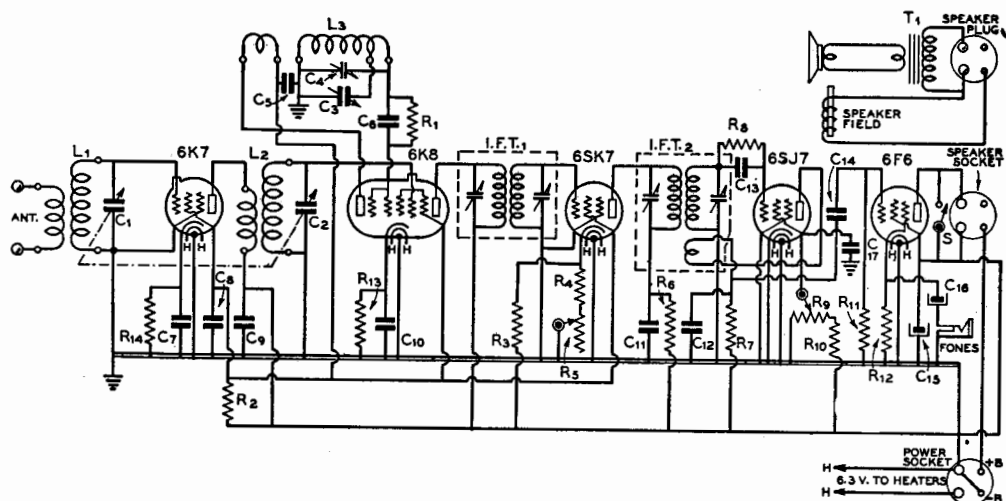 T1
SPEAKER PLUG
SPEAKER FIELD
L3
C4
C3
C5
C6
R1
L1
6K7
L2
6K8
I.F.T.1
6SK7
I.F.T.2
R8
C13
6SJ7
C14
6F6
SPEAKER SOCKET
ANT.
C1
C2
S
H H
H H
H H
H H
H H
C17
C16
C8
R13
R4
R6
R9
R11
R14
C7
C9
C10
R3
R5
C11
C12
R7
R10
R12
C15
FONES
R2
POWER SOCKET
+B
H
6.3 V. TO HEATERS
H